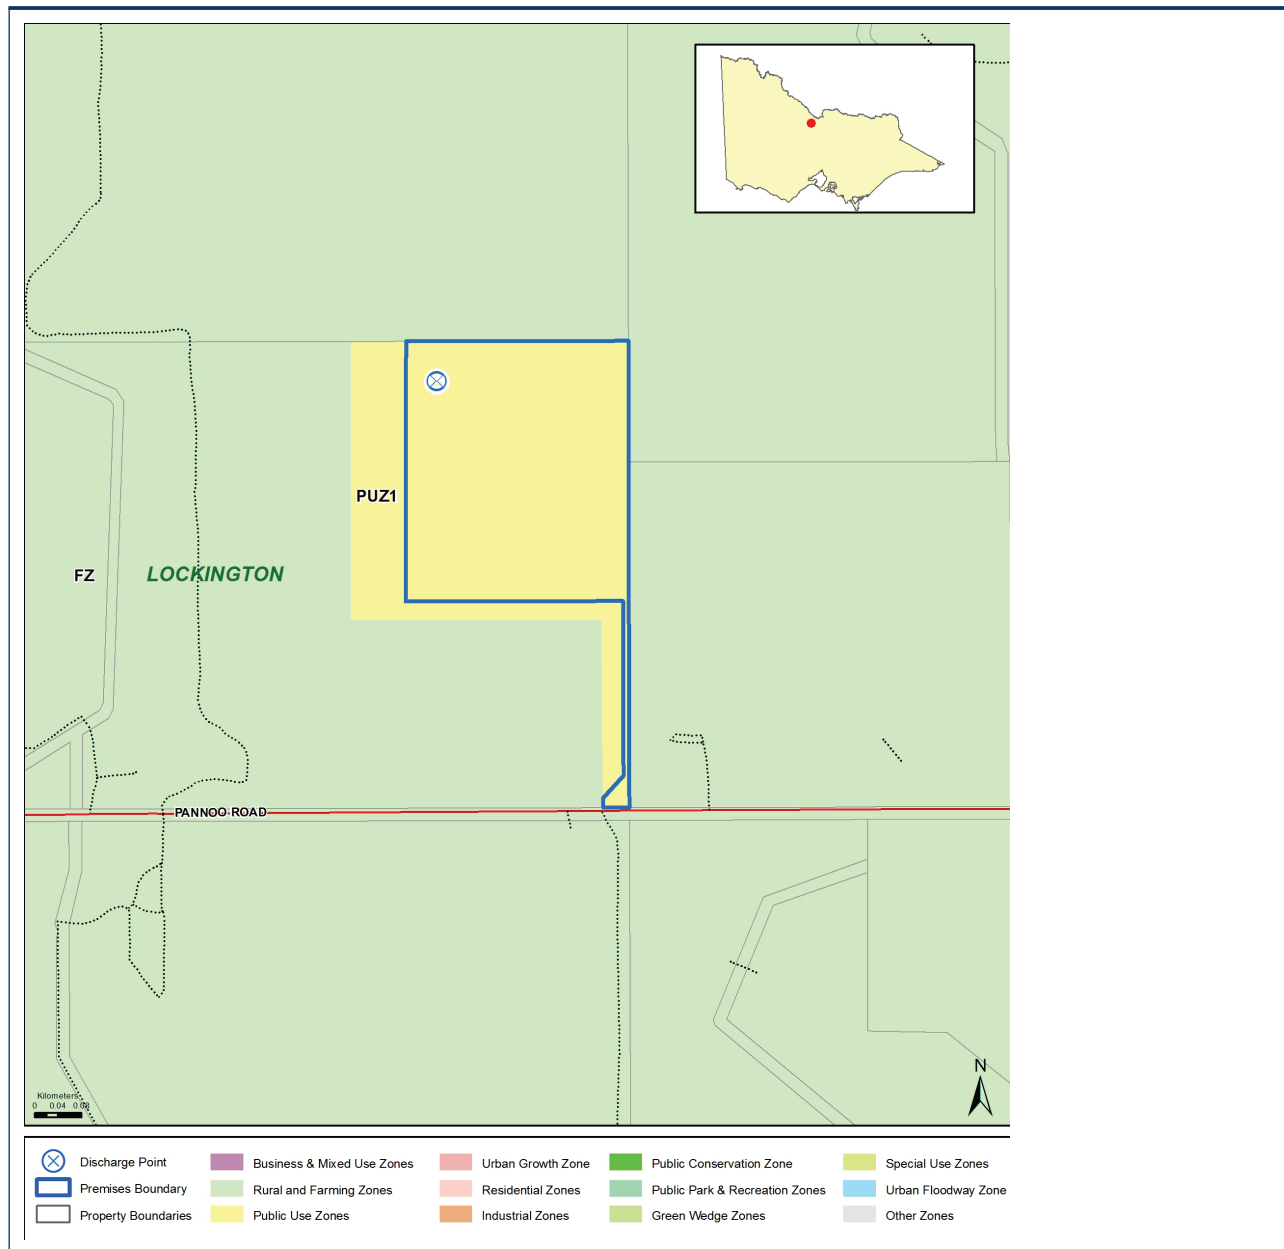 PUZ1
FZ
LOCKINGTON
PANNOO ROAD
N
Kilometers
0 0.04 0.08
Discharge Point
Premises Boundary
Property Boundaries
Business & Mixed Use Zones
Rural and Farming Zones
Public Use Zones
Urban Growth Zone
Residential Zones
Industrial Zones
Public Conservation Zone
Public Park & Recreation Zones
Green Wedge Zones
Special Use Zones
Urban Floodway Zone
Other Zones